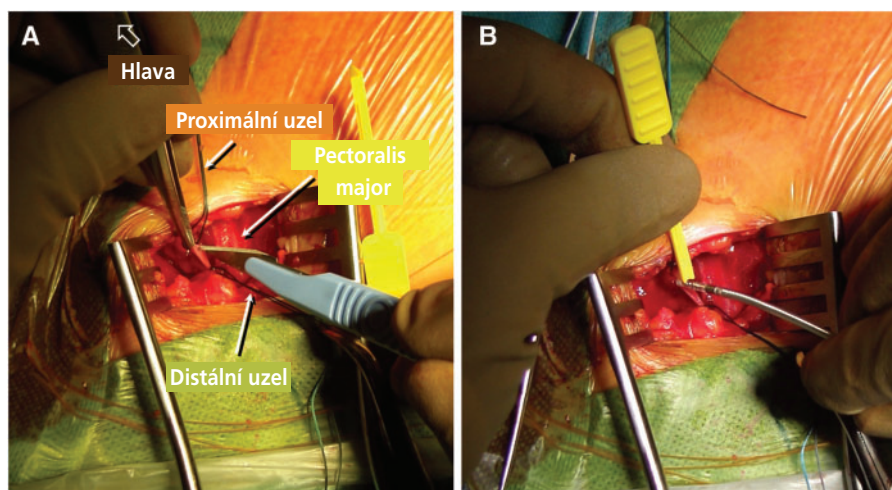 A
Hlava
Proximální uzel
Pectoralis
major
Distální uzel
B